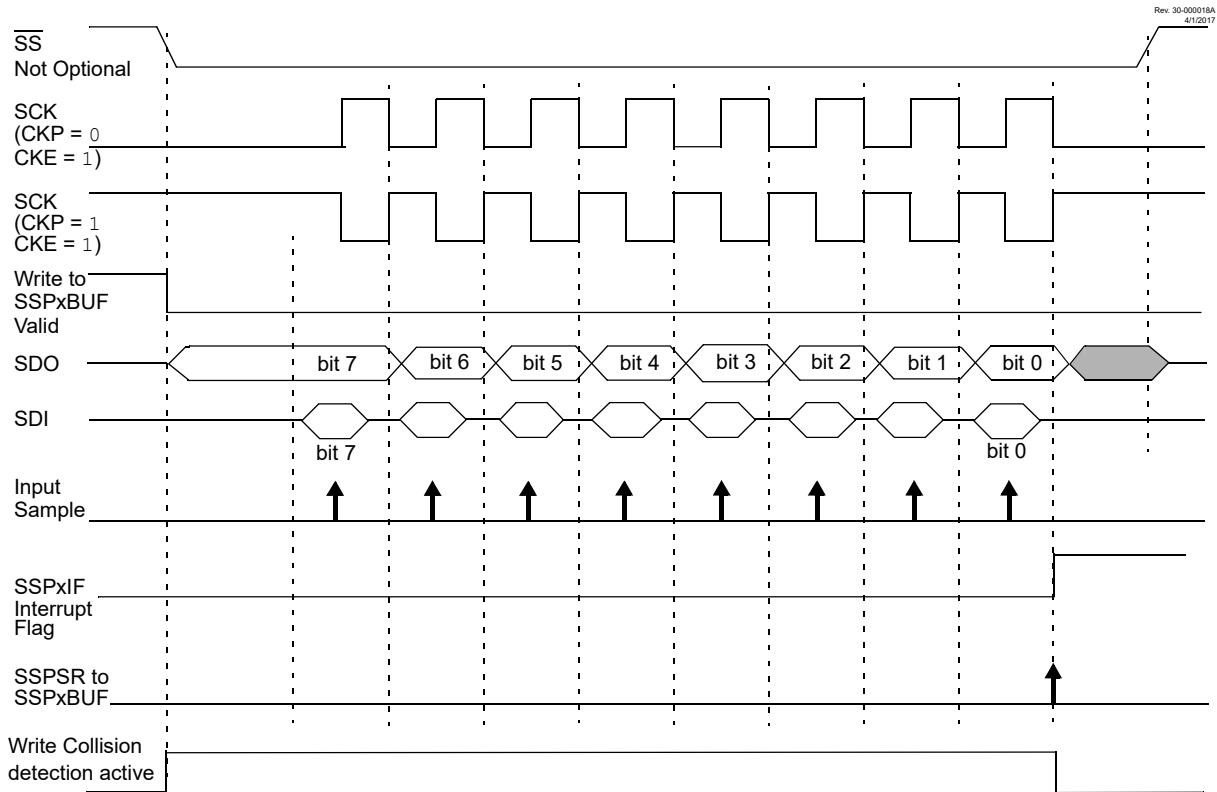 Rev. 30-000018A
4/1/2017
SS
Not Optional
SCK
(CKP = 0
CKE = 1)
SCK
(CKP = 1
CKE = 1)
Write to
SSPxBUF
Valid
SDO
bit 7
bit 6
bit 5
bit 4
bit 3
bit 2
bit 1
bit 0
SDI
bit 7
bit 0
Input
Sample
SSPxIF
Interrupt
Flag
SSPSR to
SSPxBUF
Write Collision
detection active